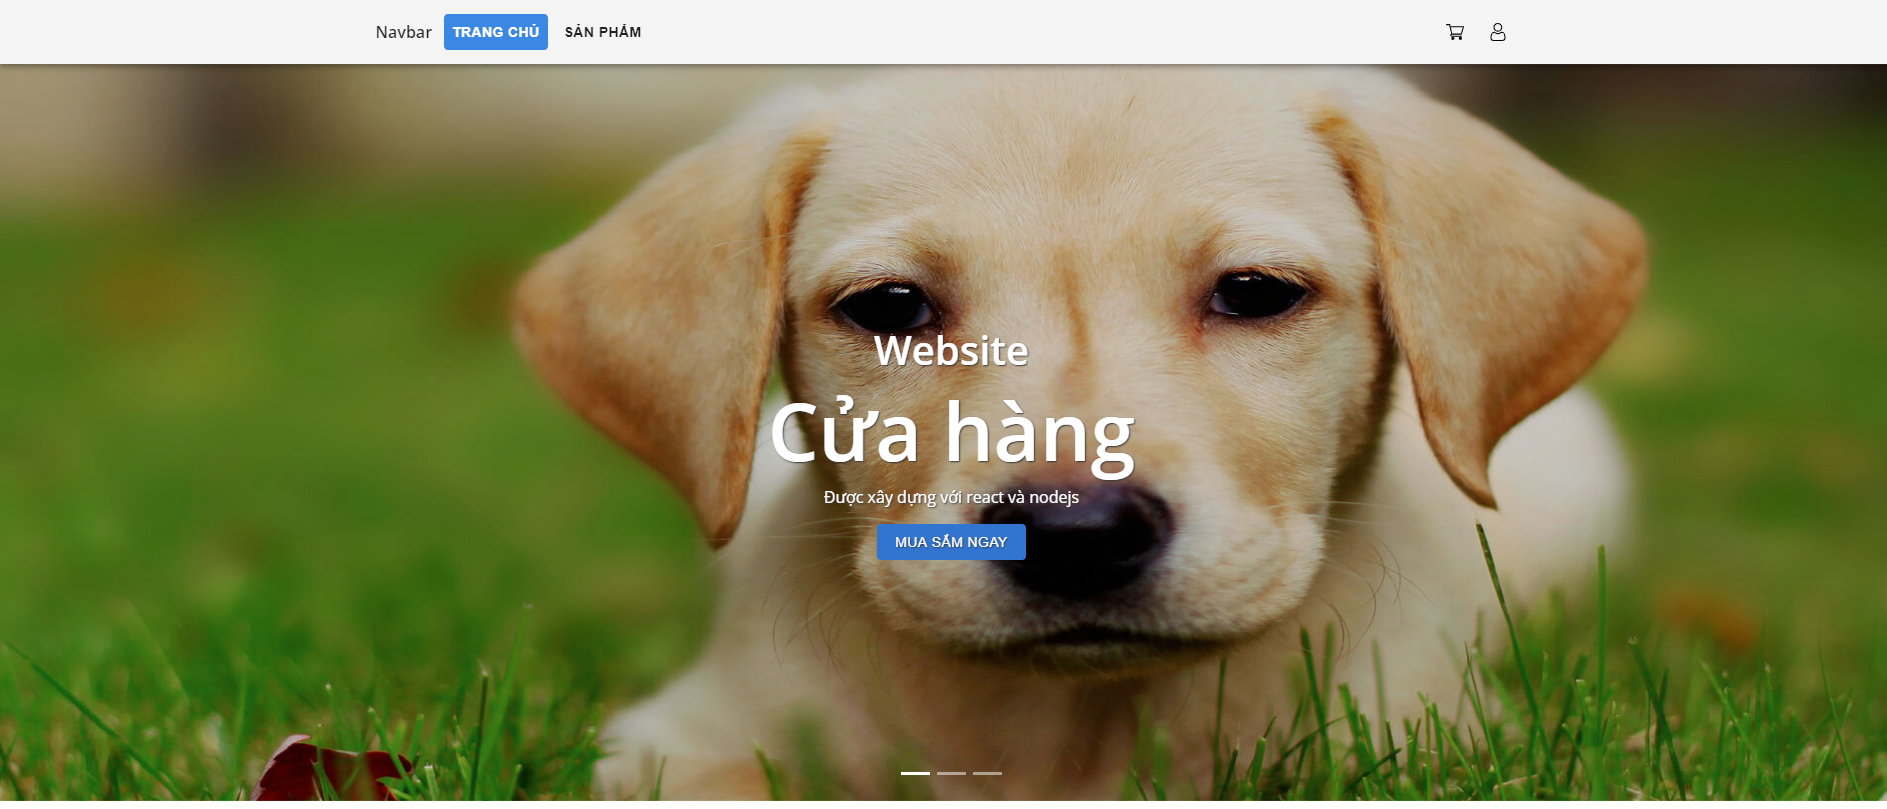 Navbar TRANG CHỦ SẢN PHẨM
Website
Cửa hàng
Được xây dựng với react và nodejs
MUA SẮM NGAY